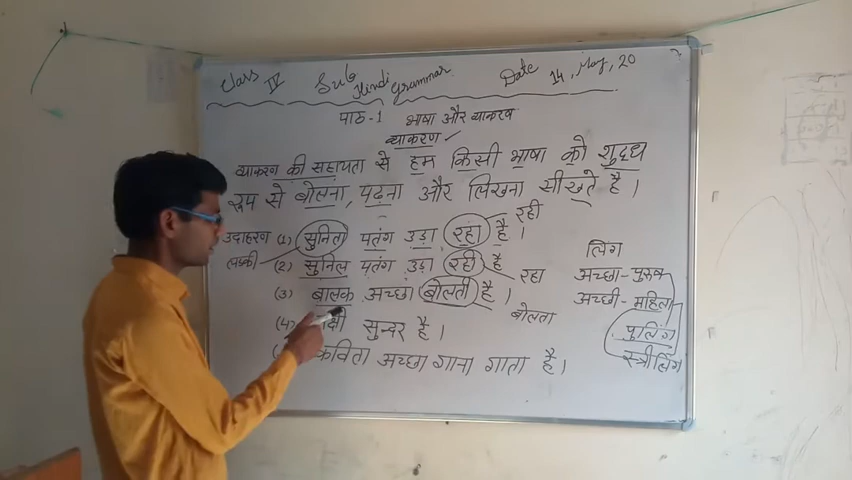 Class IV Sub Hindi Grammar Date 14, May, 20
पाठ-1 भाषा और व्याकरण
व्याकरण
व्याकरण की सहायता से हम किसी भाषा को शुद्ध
रूप से बोलना, पढ़ना और लिखना सीखते है।
रही
उदाहरण (1) सुनिता पतंग उड़ा रहा है।
लड़की
(2) सुनिल पतंग उड़ा रही है
रहा
(3) बालक अच्छा बोलती है।
बोलता
(4) सुन्दर है।
कविता अच्छा गाना गाता है।
लिंग
अच्छा - पुरुष
अच्छी - महिला
पुलिंग
स्त्रीलिंग